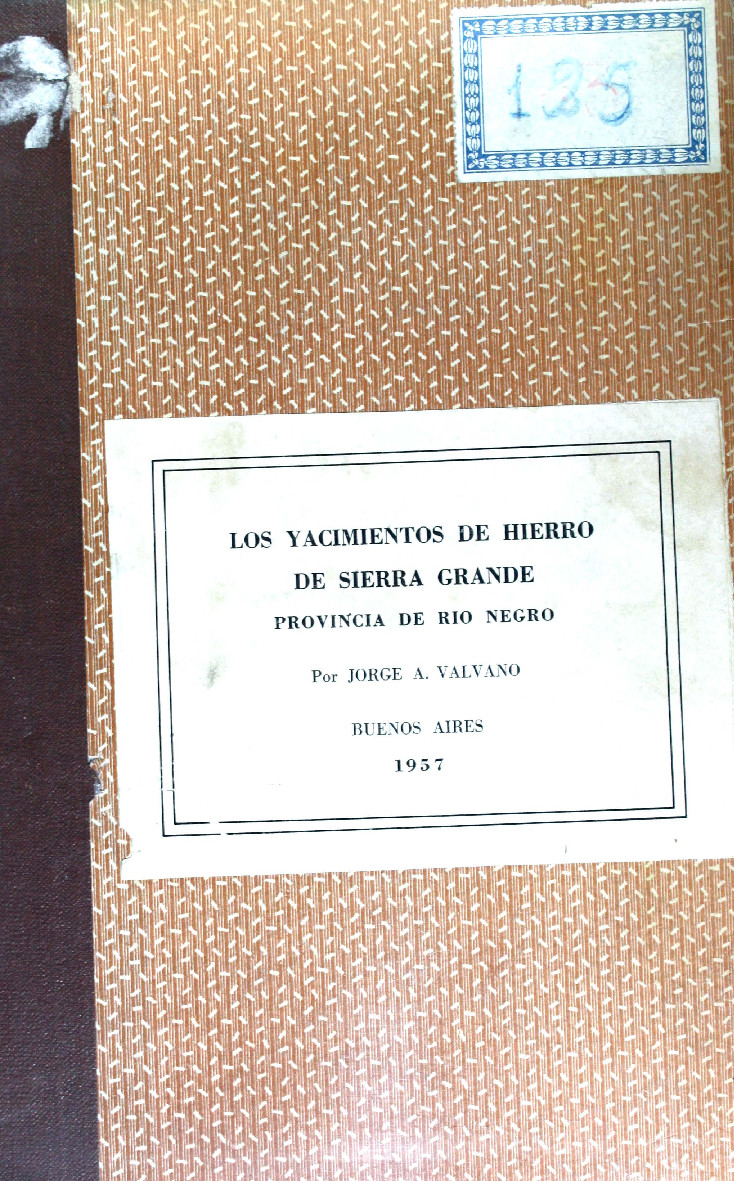 125
LOS YACIMIENTOS DE HIERRO
DE SIERRA GRANDE
PROVINCIA DE RIO NEGRO
Por JORGE A. VALVANO
BUENOS AIRES
1957